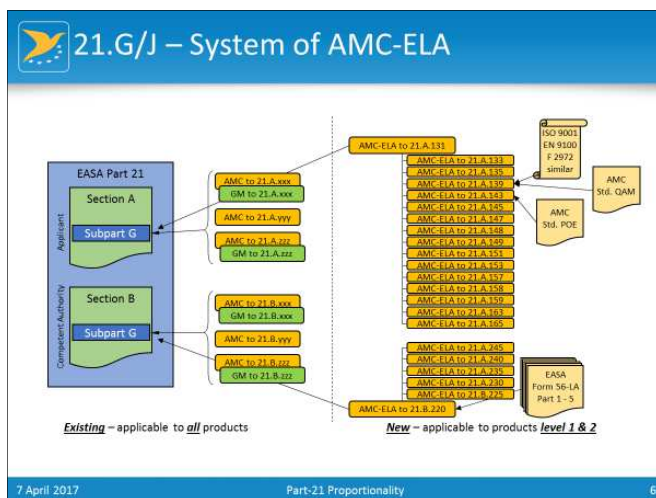 21.G/J – System of AMC-ELA
EASA Part 21
Applicant
Section A
Subpart G
Competent Authority
Section B
Subpart G
AMC to 21.A.xxx
GM to 21.A.xxx
AMC to 21.A.yyy
AMC to 21.A.zzz
GM to 21.A.zzz
AMC to 21.B.xxx
GM to 21.B.xxx
AMC to 21.B.yyy
AMC to 21.B.zzz
GM to 21.B.zzz
Existing – applicable to all products
AMC-ELA to 21.A.131
AMC-ELA to 21.A.133
AMC-ELA to 21.A.135
AMC-ELA to 21.A.139
AMC-ELA to 21.A.143
AMC-ELA to 21.A.145
AMC-ELA to 21.A.147
AMC-ELA to 21.A.148
AMC-ELA to 21.A.149
AMC-ELA to 21.A.151
AMC-ELA to 21.A.153
AMC-ELA to 21.A.157
AMC-ELA to 21.A.158
AMC-ELA to 21.A.159
AMC-ELA to 21.A.163
AMC-ELA to 21.A.165
ISO 9001
EN 9100
F 2972
similar
AMC
Std. QAM
AMC
Std. POE
AMC-ELA to 21.A.245
AMC-ELA to 21.A.240
AMC-ELA to 21.A.235
AMC-ELA to 21.A.230
AMC-ELA to 21.B.225
AMC-ELA to 21.B.220
EASA
Form 56-LA
Part 1 - 5
New – applicable to products level 1 & 2
7 April 2017
Part-21 Proportionality
6